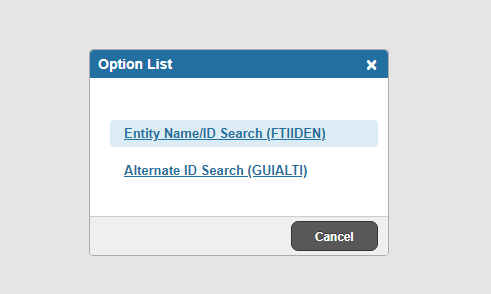 Option List
Entity Name/ID Search (FTIIDEN)
Alternate ID Search (GUIALTI)
Cancel